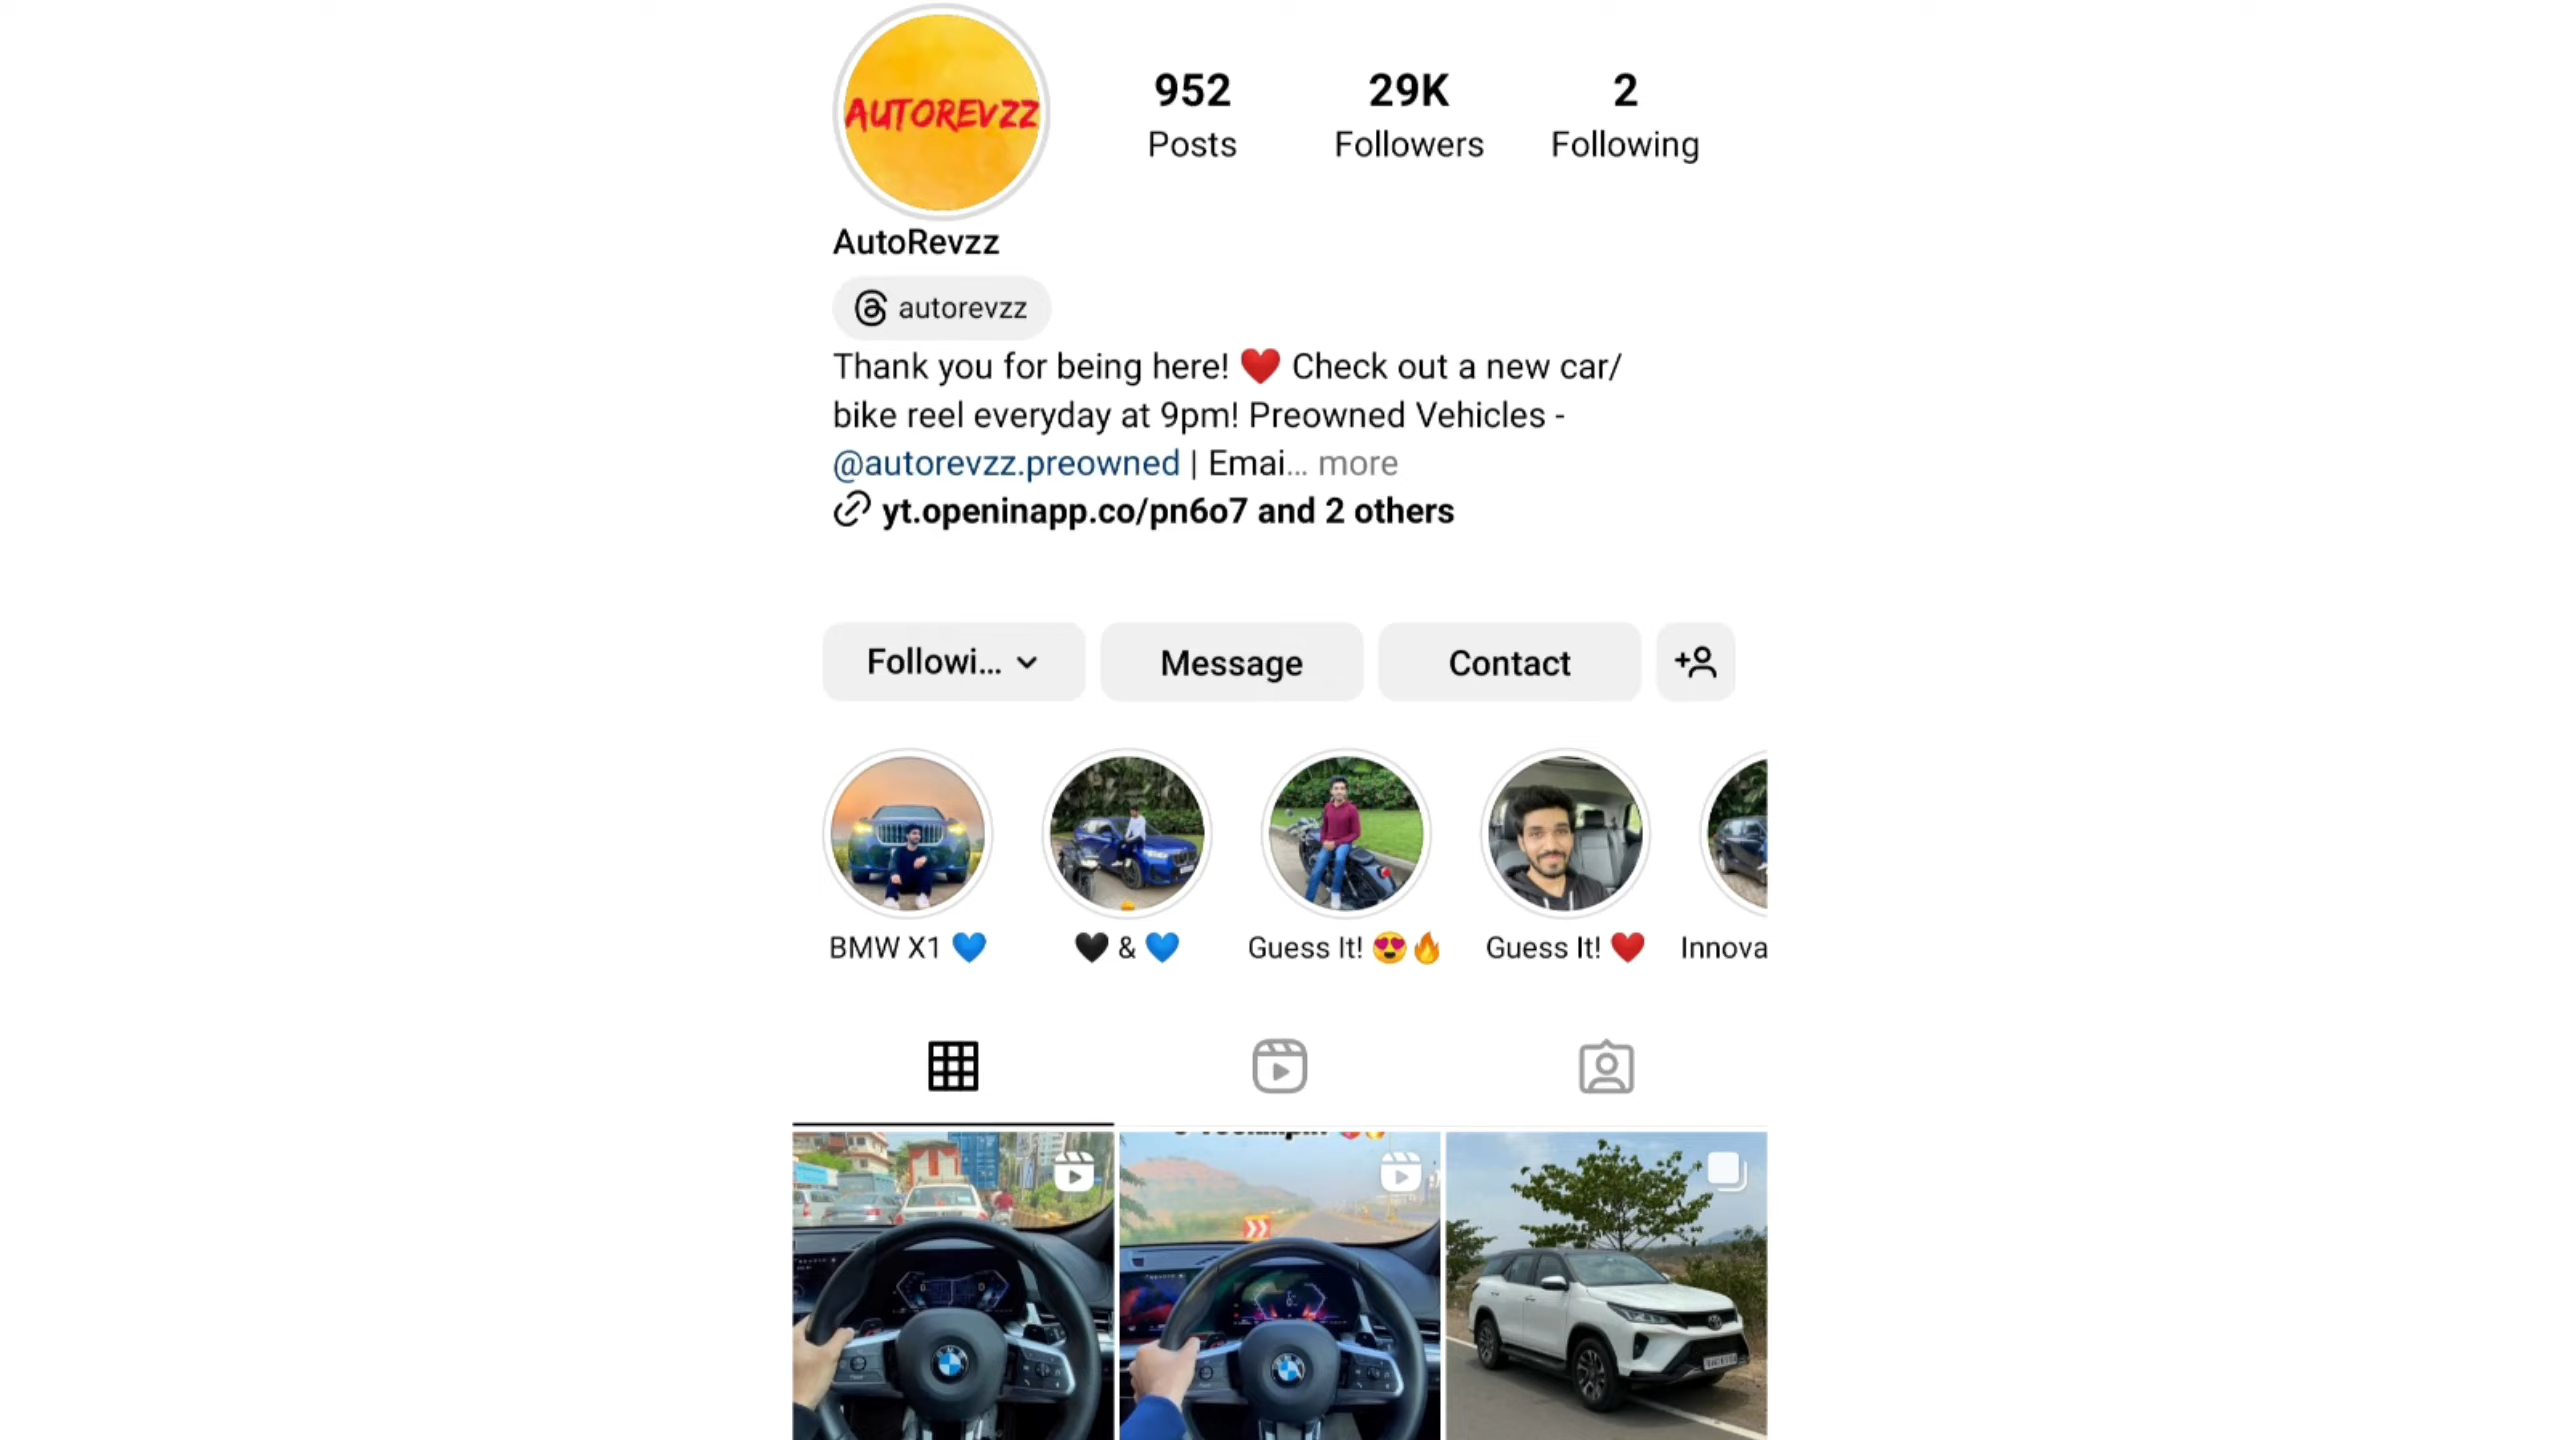 AUTOREVZZ
952
Posts
29K
Followers
2
Following
AutoRevzz
autorevzz
Thank you for being here! ❤️ Check out a new car/
bike reel everyday at 9pm! Preowned Vehicles -
@autorevzz.preowned | Emai... more
yt.openinapp.co/pn6o7 and 2 others
Followi...
Message
Contact
BMW X1 💙
🖤 & 💙
Guess It! 😍🔥
Guess It! ❤️
Innova